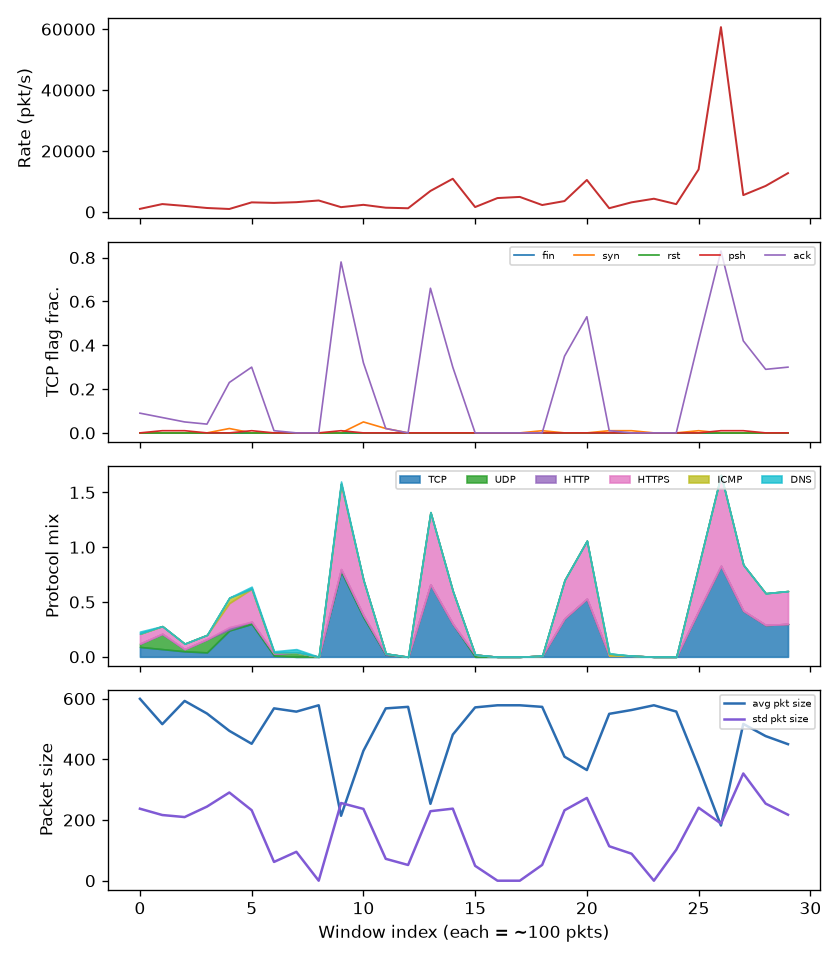 60000
40000
20000
0
Rate (pkt/s)
fin syn rst psh ack
0.8
0.6
0.4
0.2
0.0
TCP flag frac.
TCP UDP HTTP HTTPS ICMP DNS
1.5
1.0
0.5
0.0
Protocol mix
avg pkt size
std pkt size
600
400
200
0
Packet size
0 5 10 15 20 25 30
Window index (each = ~100 pkts)